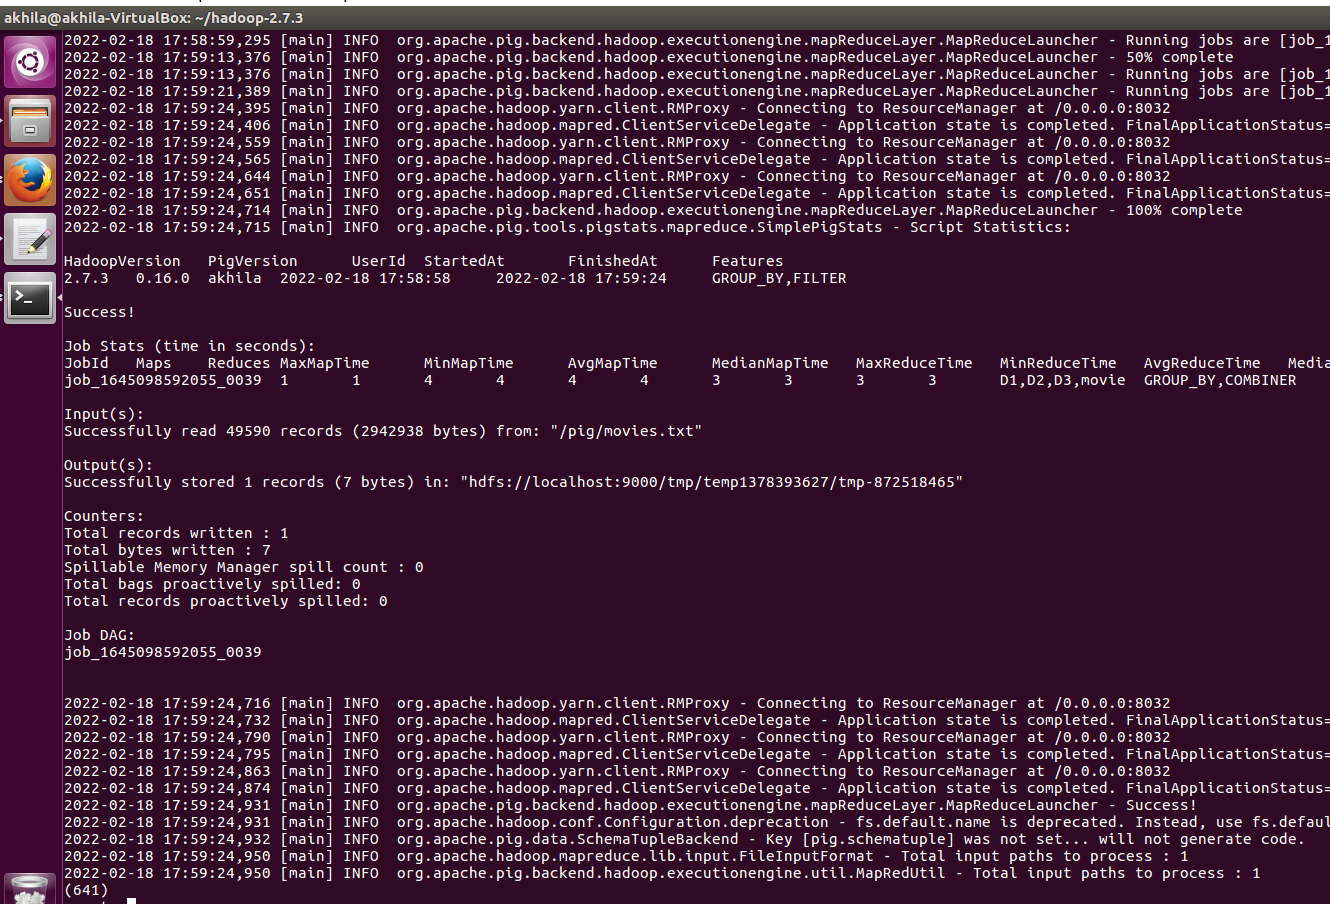 akhila@akhila-VirtualBox: ~/hadoop-2.7.3
2022-02-18 17:58:59,295 [main] INFO  org.apache.pig.backend.hadoop.executionengine.mapReduceLayer.MapReduceLauncher - Running jobs are [job_1
2022-02-18 17:59:13,376 [main] INFO  org.apache.pig.backend.hadoop.executionengine.mapReduceLayer.MapReduceLauncher - 50% complete
2022-02-18 17:59:13,376 [main] INFO  org.apache.pig.backend.hadoop.executionengine.mapReduceLayer.MapReduceLauncher - Running jobs are [job_1
2022-02-18 17:59:21,389 [main] INFO  org.apache.pig.backend.hadoop.executionengine.mapReduceLayer.MapReduceLauncher - Running jobs are [job_1
2022-02-18 17:59:24,395 [main] INFO  org.apache.hadoop.yarn.client.RMProxy - Connecting to ResourceManager at /0.0.0.0:8032
2022-02-18 17:59:24,406 [main] INFO  org.apache.hadoop.mapred.ClientServiceDelegate - Application state is completed. FinalApplicationStatus=
2022-02-18 17:59:24,559 [main] INFO  org.apache.hadoop.yarn.client.RMProxy - Connecting to ResourceManager at /0.0.0.0:8032
2022-02-18 17:59:24,565 [main] INFO  org.apache.hadoop.mapred.ClientServiceDelegate - Application state is completed. FinalApplicationStatus=
2022-02-18 17:59:24,644 [main] INFO  org.apache.hadoop.yarn.client.RMProxy - Connecting to ResourceManager at /0.0.0.0:8032
2022-02-18 17:59:24,651 [main] INFO  org.apache.hadoop.mapred.ClientServiceDelegate - Application state is completed. FinalApplicationStatus=
2022-02-18 17:59:24,714 [main] INFO  org.apache.pig.backend.hadoop.executionengine.mapReduceLayer.MapReduceLauncher - 100% complete
2022-02-18 17:59:24,715 [main] INFO  org.apache.pig.tools.pigstats.mapreduce.SimplePigStats - Script Statistics:
HadoopVersion   PigVersion      UserId  StartedAt       FinishedAt      Features
2.7.3   0.16.0  akhila  2022-02-18 17:58:58     2022-02-18 17:59:24     GROUP_BY,FILTER
Success!
Job Stats (time in seconds):
JobId   Maps    Reduces MaxMapTime      MinMapTime      AvgMapTime      MedianMapTime   MaxReduceTime   MinReduceTime   AvgReduceTime   Media
job_1645098592055_0039  1       1       4       4       4       4       3       3       3       3       D1,D2,D3,movie  GROUP_BY,COMBINER
Input(s):
Successfully read 49590 records (2942938 bytes) from: "/pig/movies.txt"
Output(s):
Successfully stored 1 records (7 bytes) in: "hdfs://localhost:9000/tmp/temp1378393627/tmp-872518465"
Counters:
Total records written : 1
Total bytes written : 7
Spillable Memory Manager spill count : 0
Total bags proactively spilled: 0
Total records proactively spilled: 0
Job DAG:
job_1645098592055_0039
2022-02-18 17:59:24,716 [main] INFO  org.apache.hadoop.yarn.client.RMProxy - Connecting to ResourceManager at /0.0.0.0:8032
2022-02-18 17:59:24,732 [main] INFO  org.apache.hadoop.mapred.ClientServiceDelegate - Application state is completed. FinalApplicationStatus=
2022-02-18 17:59:24,790 [main] INFO  org.apache.hadoop.yarn.client.RMProxy - Connecting to ResourceManager at /0.0.0.0:8032
2022-02-18 17:59:24,795 [main] INFO  org.apache.hadoop.mapred.ClientServiceDelegate - Application state is completed. FinalApplicationStatus=
2022-02-18 17:59:24,863 [main] INFO  org.apache.hadoop.yarn.client.RMProxy - Connecting to ResourceManager at /0.0.0.0:8032
2022-02-18 17:59:24,874 [main] INFO  org.apache.hadoop.mapred.ClientServiceDelegate - Application state is completed. FinalApplicationStatus=
2022-02-18 17:59:24,931 [main] INFO  org.apache.pig.backend.hadoop.executionengine.mapReduceLayer.MapReduceLauncher - Success!
2022-02-18 17:59:24,931 [main] INFO  org.apache.hadoop.conf.Configuration.deprecation - fs.default.name is deprecated. Instead, use fs.defaul
2022-02-18 17:59:24,932 [main] INFO  org.apache.pig.data.SchemaTupleBackend - Key [pig.schematuple] was not set... will not generate code.
2022-02-18 17:59:24,950 [main] INFO  org.apache.hadoop.mapreduce.lib.input.FileInputFormat - Total input paths to process : 1
2022-02-18 17:59:24,950 [main] INFO  org.apache.pig.backend.hadoop.executionengine.util.MapRedUtil - Total input paths to process : 1
(641)